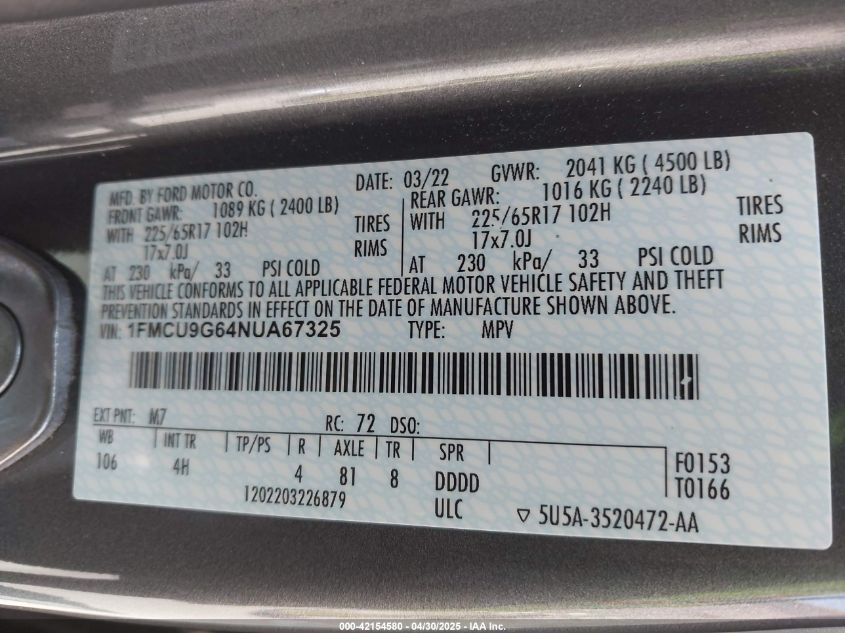 MFD. BY FORD MOTOR CO. DATE: 03/22 GVWR: 2041 KG ( 4500 LB)
FRONT GAWR: 1089 KG ( 2400 LB) REAR GAWR: 1016 KG ( 2240 LB)
WITH 225/65R17 102H TIRES WITH 225/65R17 102H TIRES
17x7.0J RIMS 17x7.0J RIMS
AT 230 kPa/ 33 PSI COLD AT 230 kPa/ 33 PSI COLD
THIS VEHICLE CONFORMS TO ALL APPLICABLE FEDERAL MOTOR VEHICLE SAFETY AND THEFT
PREVENTION STANDARDS IN EFFECT ON THE DATE OF MANUFACTURE SHOWN ABOVE.
VIN: 1FMCU9G64NUA67325 TYPE: MPV
EXT PNT: M7 RC: 72 DSO:
WB INT TR TP/PS R AXLE TR SPR
106 4H 4 81 8 DDDD F0153
T0166
1202203226879 ULC ▽ 5U5A-3520472-AA
000-42154580 - 04/30/2025 - IAA Inc.